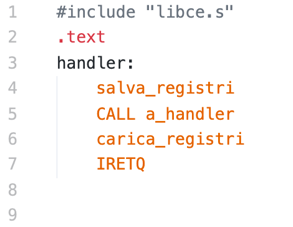 1 #include "libce.s"
2 .text
3 handler:
4 salva_registri
5 CALL a_handler
6 carica_registri
7 IRETQ
8
9